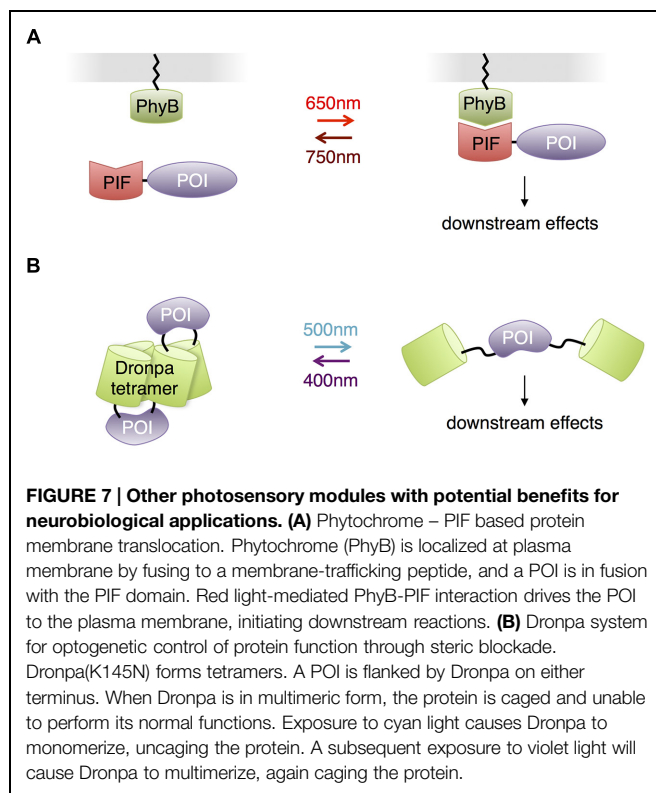 A
PhyB
PIF
POI
650nm
750nm
PhyB
PIF
POI
downstream effects
B
POI
Dronpa
tetramer
POI
500nm
400nm
POI
downstream effects
FIGURE 7 | Other photosensory modules with potential benefits for
neurobiological applications. (A) Phytochrome – PIF based protein
membrane translocation. Phytochrome (PhyB) is localized at plasma
membrane by fusing to a membrane-trafficking peptide, and a POI is in fusion
with the PIF domain. Red light-mediated PhyB-PIF interaction drives the POI
to the plasma membrane, initiating downstream reactions. (B) Dronpa system
for optogenetic control of protein function through steric blockade.
Dronpa(K145N) forms tetramers. A POI is flanked by Dronpa on either
terminus. When Dronpa is in multimeric form, the protein is caged and unable
to perform its normal functions. Exposure to cyan light causes Dronpa to
monomerize, uncaging the protein. A subsequent exposure to violet light will
cause Dronpa to multimerize, again caging the protein.